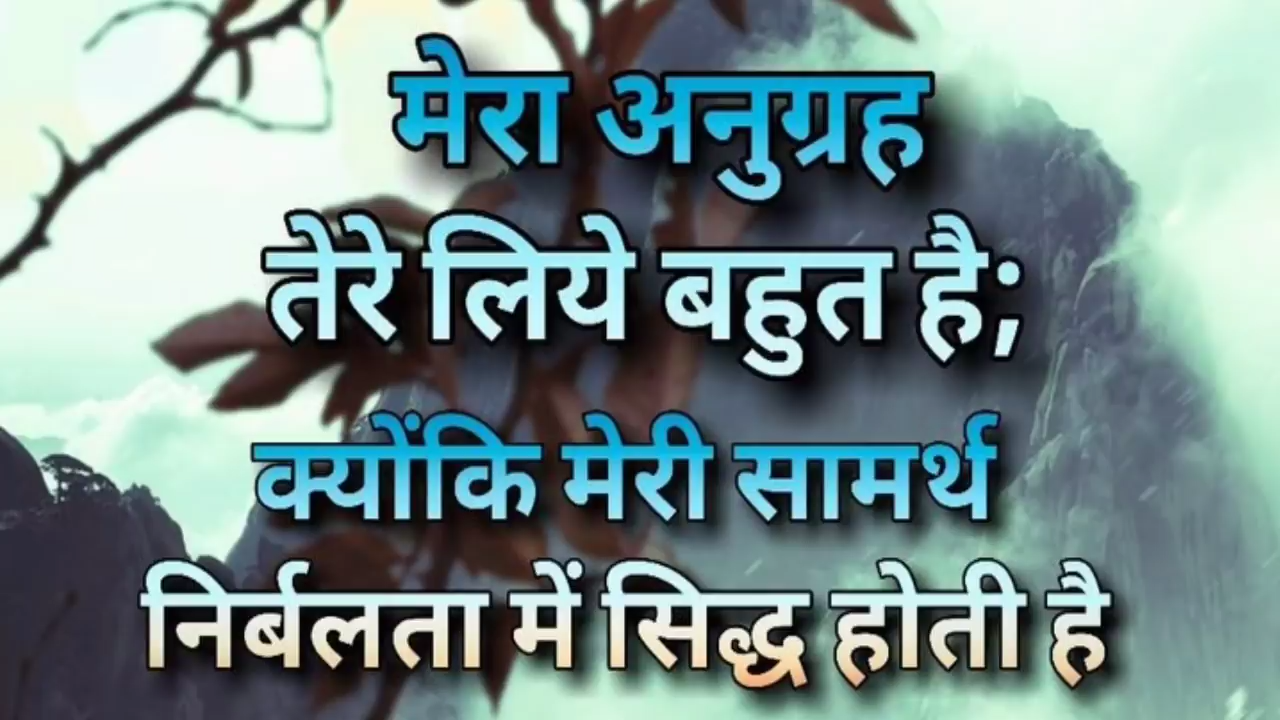 मेरा अनुग्रह
तेरे लिये बहुत है;
क्योंकि मेरी सामर्थ
निर्बलता में सिद्ध होती है